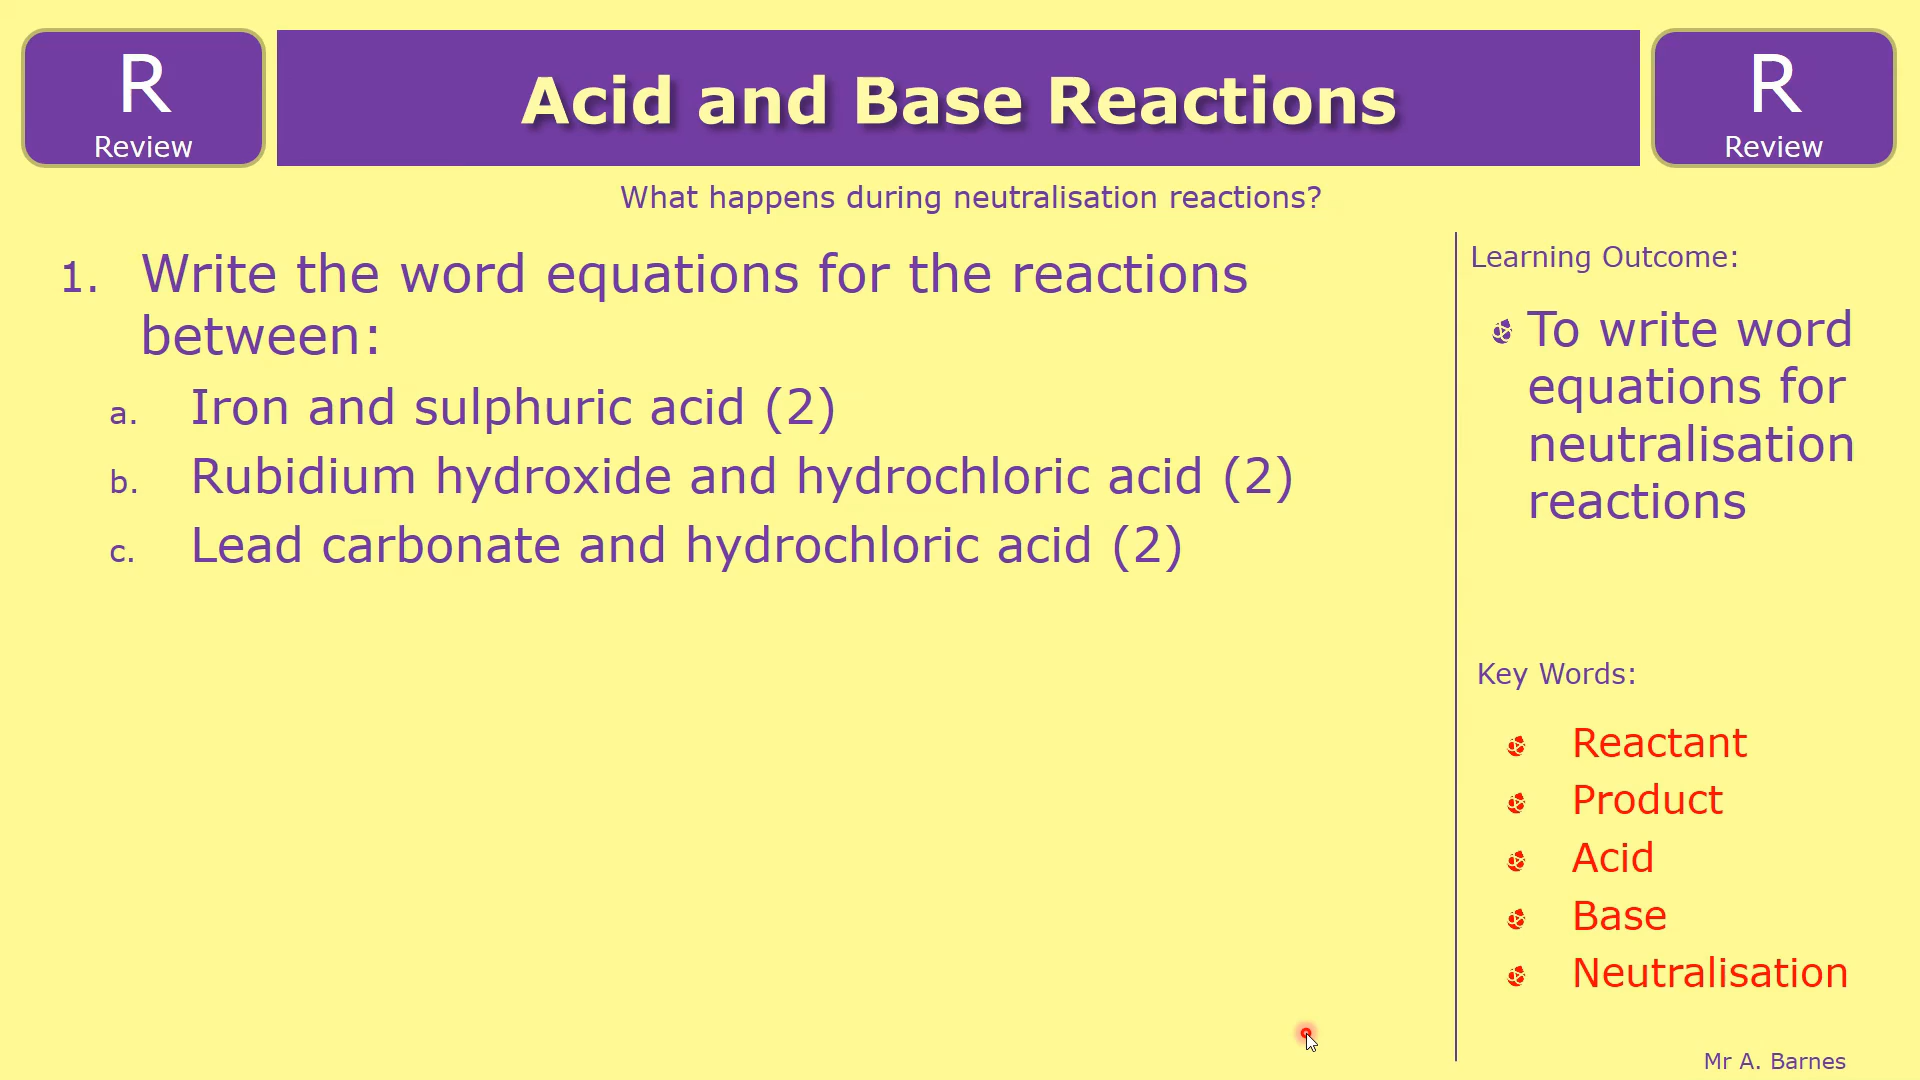 R
Review
Acid and Base Reactions
R
Review
What happens during neutralisation reactions?
1. Write the word equations for the reactions
between:
a. Iron and sulphuric acid (2)
b. Rubidium hydroxide and hydrochloric acid (2)
c. Lead carbonate and hydrochloric acid (2)
Learning Outcome:
To write word
equations for
neutralisation
reactions
Key Words:
Reactant
Product
Acid
Base
Neutralisation
Mr A. Barnes